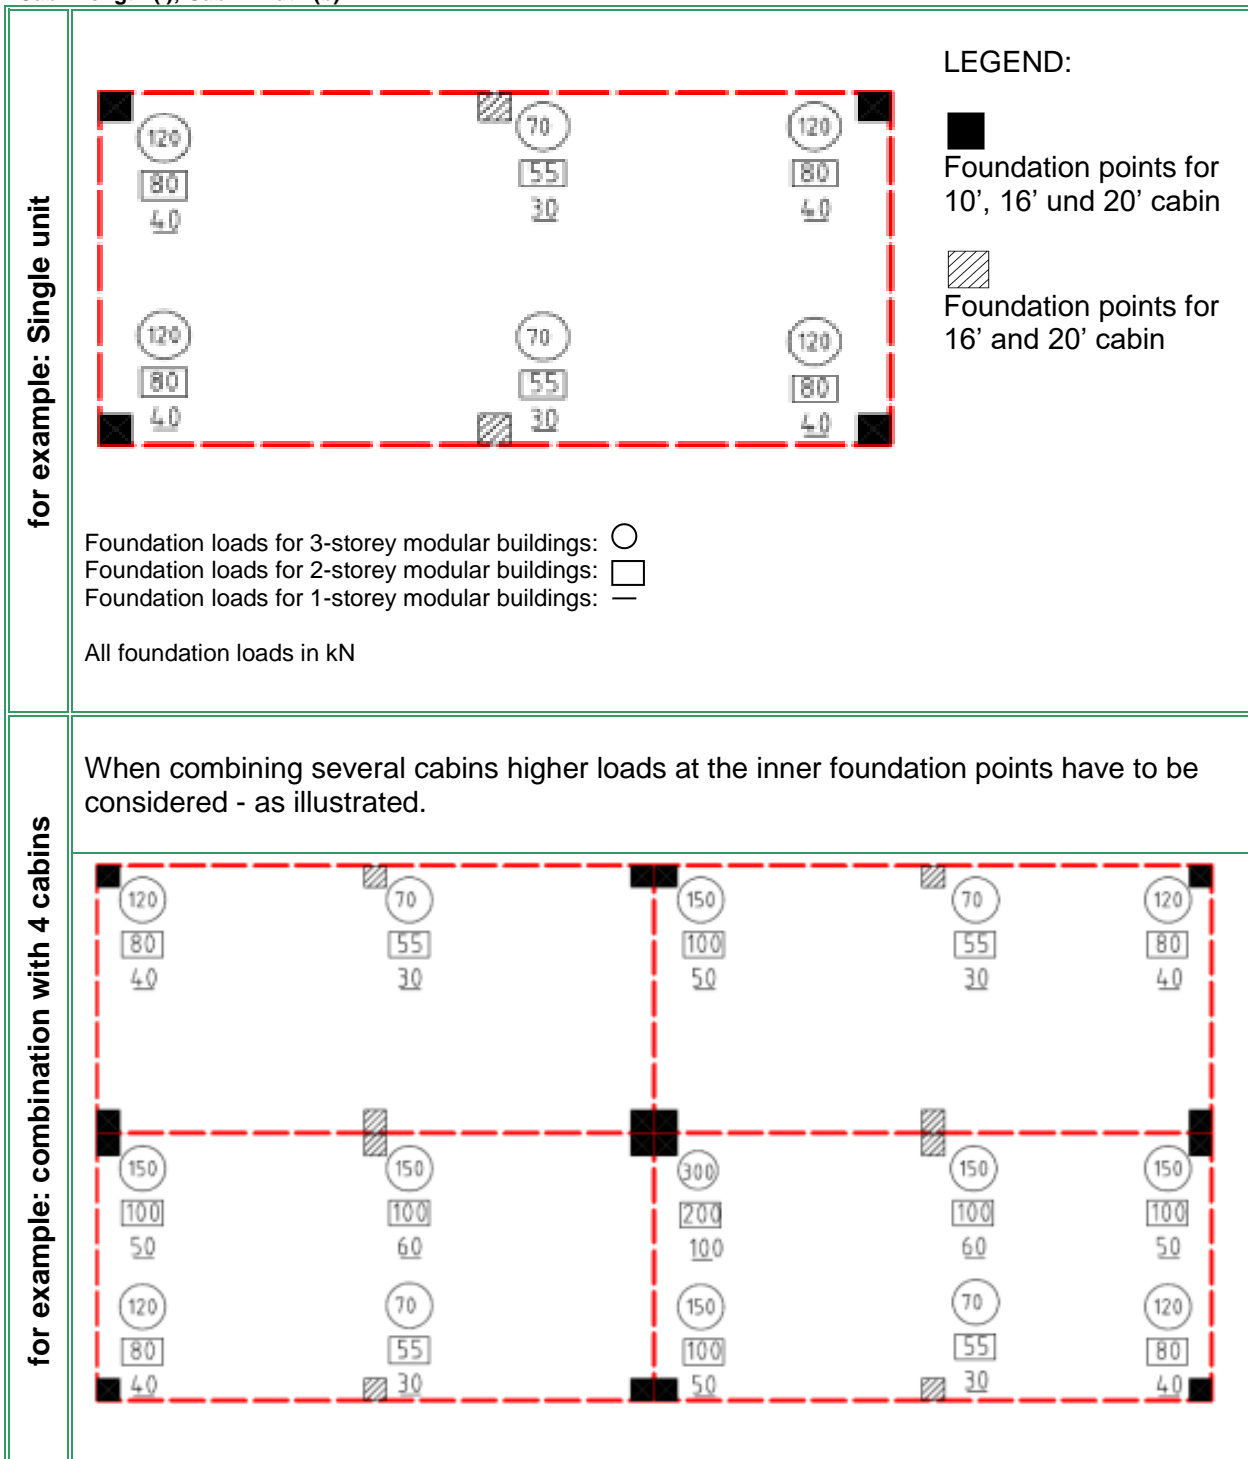 for example: Single unit
120 70 120
80 55 80
40 30 40
120 70 120
80 55 80
40 30 40
LEGEND:
Foundation points for
10’, 16’ und 20’ cabin
Foundation points for
16’ and 20’ cabin
Foundation loads for 3-storey modular buildings:
Foundation loads for 2-storey modular buildings:
Foundation loads for 1-storey modular buildings:
All foundation loads in kN
for example: combination with 4 cabins
When combining several cabins higher loads at the inner foundation points have to be
considered - as illustrated.
120 70 150 70 120
80 55 100 55 80
40 30 50 30 40
150 150 300 150 150
100 100 200 100 100
50 60 100 60 50
120 70 150 70 120
80 55 100 55 80
40 30 50 30 40